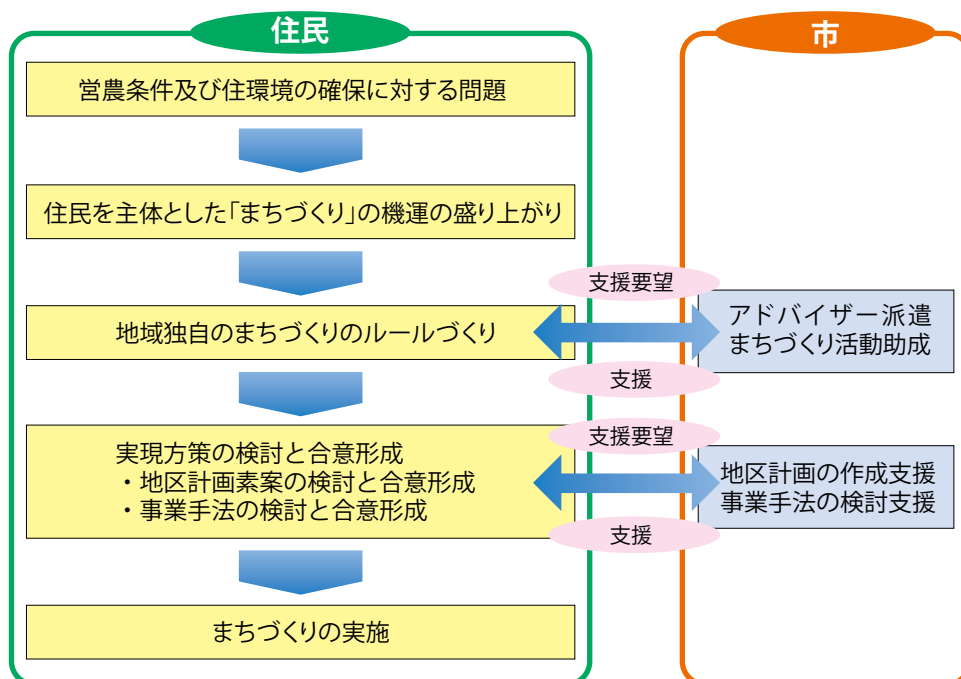 住民
営農条件及び住環境の確保に対する問題
住民を主体とした「まちづくり」の機運の盛り上がり
地域独自のまちづくりのルールづくり
実現方策の検討と合意形成
・地区計画素案の検討と合意形成
・事業手法の検討と合意形成
まちづくりの実施
支援要望
支援
支援要望
支援
市
アドバイザー派遣
まちづくり活動助成
地区計画の作成支援
事業手法の検討支援